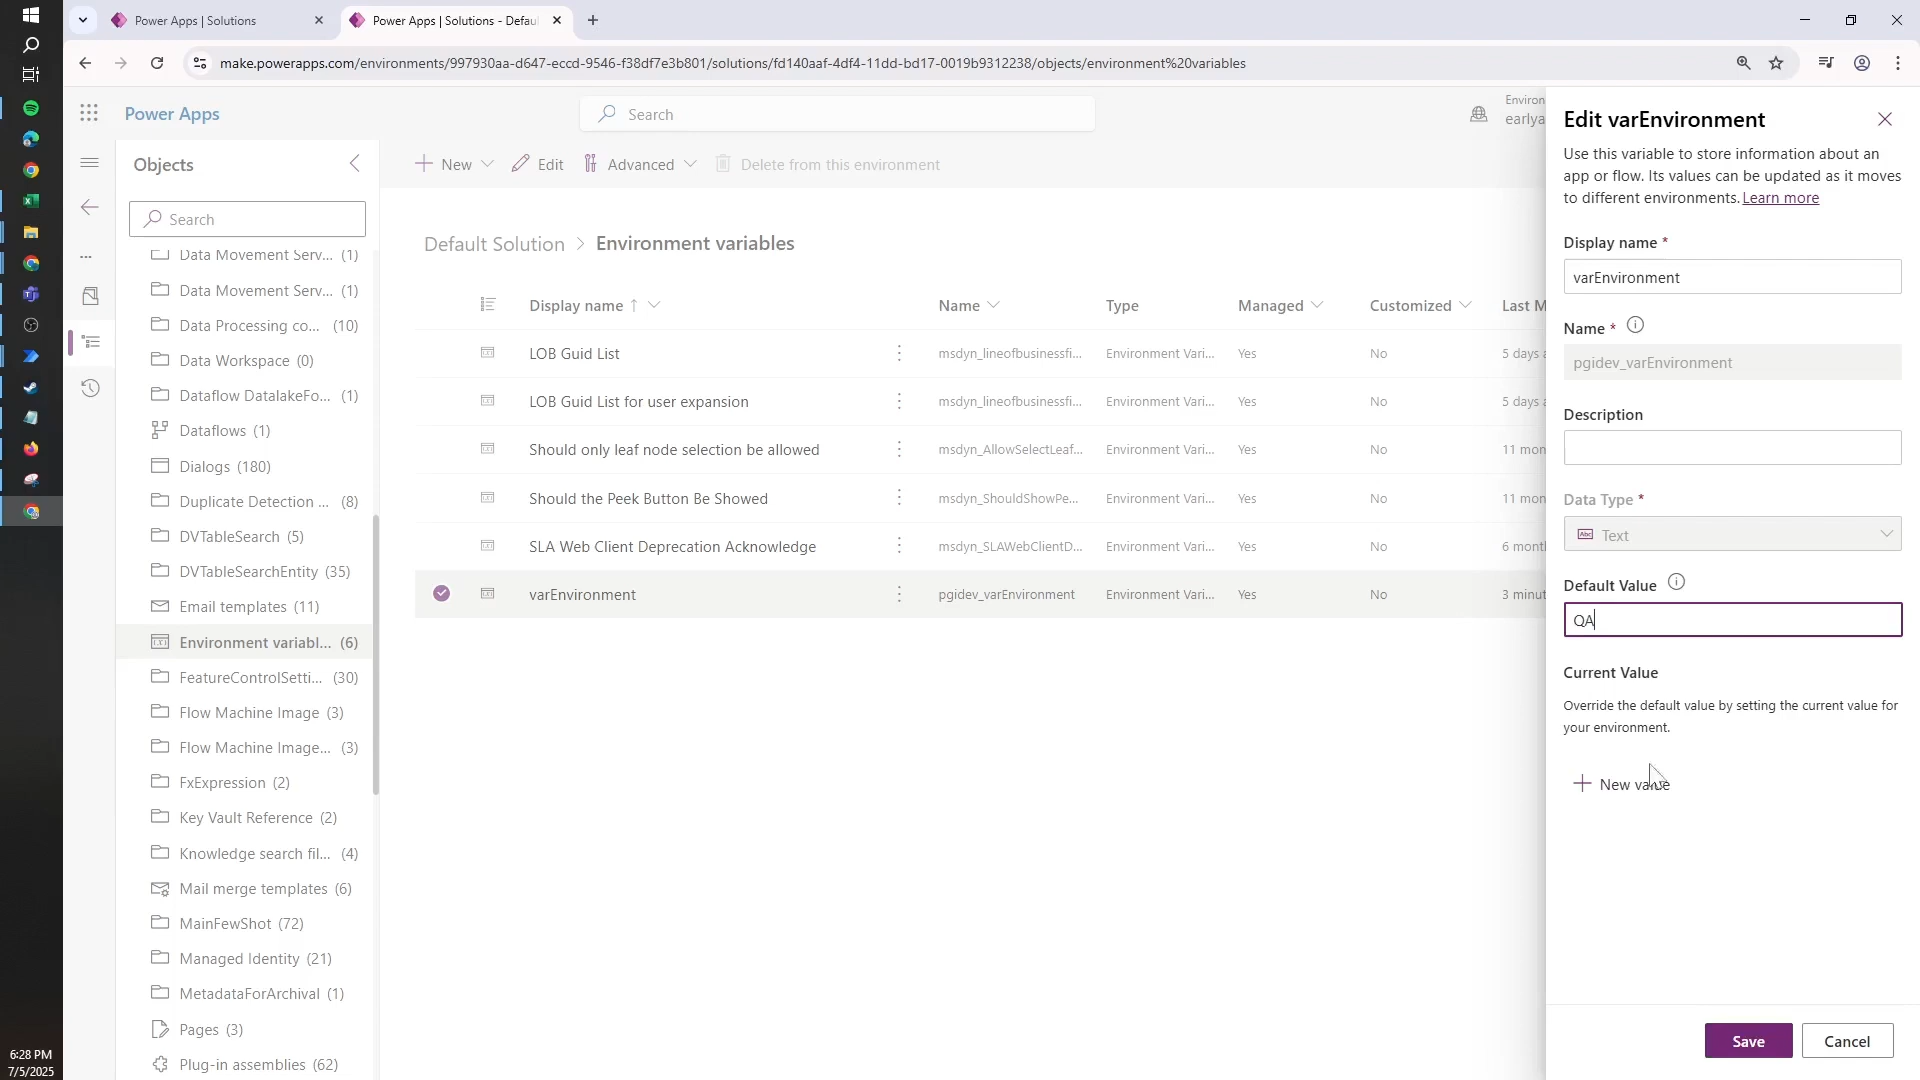 Power Apps | Solutions
Power Apps | Solutions - Defau
make.powerapps.com/environments/997930aa-d647-eccd-9546-f38df7e3b801/solutions/fd140aaf-4df4-11dd-bd17-0019b9312238/objects/environment%20variables
Power Apps
Search
Environ
earlya
Objects
Search
Data Movement Serv... (1)
Data Movement Serv... (1)
Data Processing co... (10)
Data Workspace (0)
Dataflow DatalakeFo... (1)
Dataflows (1)
Dialogs (180)
Duplicate Detection ... (8)
DVTableSearch (5)
DVTableSearchEntity (35)
Email templates (11)
Environment variabl... (6)
FeatureControlSetti... (30)
Flow Machine Image (3)
Flow Machine Image... (3)
FxExpression (2)
Key Vault Reference (2)
Knowledge search fil... (4)
Mail merge templates (6)
MainFewShot (72)
Managed Identity (21)
MetadataForArchival (1)
Pages (3)
Plug-in assemblies (62)
New Edit Advanced Delete from this environment
Default Solution > Environment variables
Display name ↑ Name Type Managed Customized Last M
LOB Guid List msdyn_lineofbusinessfi... Environment Vari... Yes No 5 days a
LOB Guid List for user expansion msdyn_lineofbusinessfi... Environment Vari... Yes No 5 days a
Should only leaf node selection be allowed msdyn_AllowSelectLeaf... Environment Vari... Yes No 11 mon
Should the Peek Button Be Showed msdyn_ShouldShowPe... Environment Vari... Yes No 11 mon
SLA Web Client Deprecation Acknowledge msdyn_SLAWebClientD... Environment Vari... Yes No 6 mont
varEnvironment pgidev_varEnvironment Environment Vari... Yes No 3 minut
Edit varEnvironment
Use this variable to store information about an
app or flow. Its values can be updated as it moves
to different environments. Learn more
Display name *
varEnvironment
Name *
pgidev_varEnvironment
Description
Data Type *
Abc Text
Default Value
QA
Current Value
Override the default value by setting the current value for
your environment.
New value
Save Cancel
6:28 PM
7/5/2025